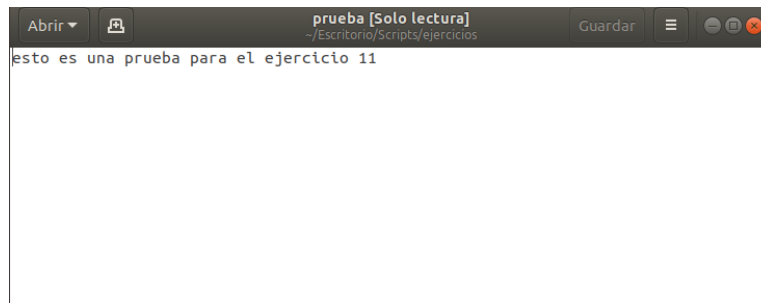 Abrir
prueba [Solo lectura]
~/Escritorio/Scripts/ejercicios
Guardar
esto es una prueba para el ejercicio 11